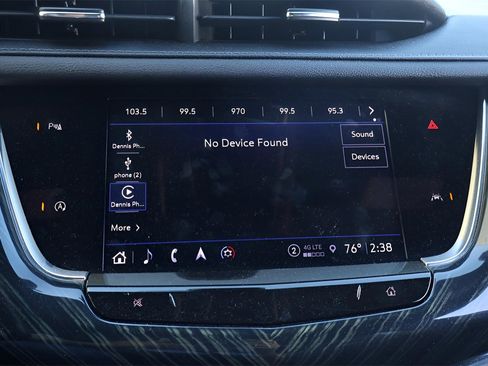 103.5 99.5 970 99.5 95.3
Dennis Ph...
No Device Found
Sound
phone (2)
Devices
Dennis Ph...
More
2 4G LTE 76° 2:38